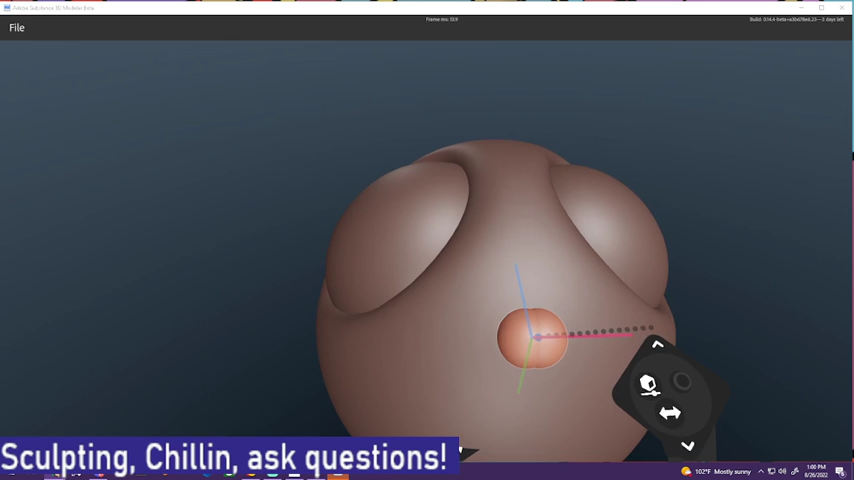 Adobe Substance 3D Modeler Beta
File
Frame ms: 13.9
Sculpting, Chillin, ask questions!
102°F Mostly sunny
1:00 PM
8/26/2022